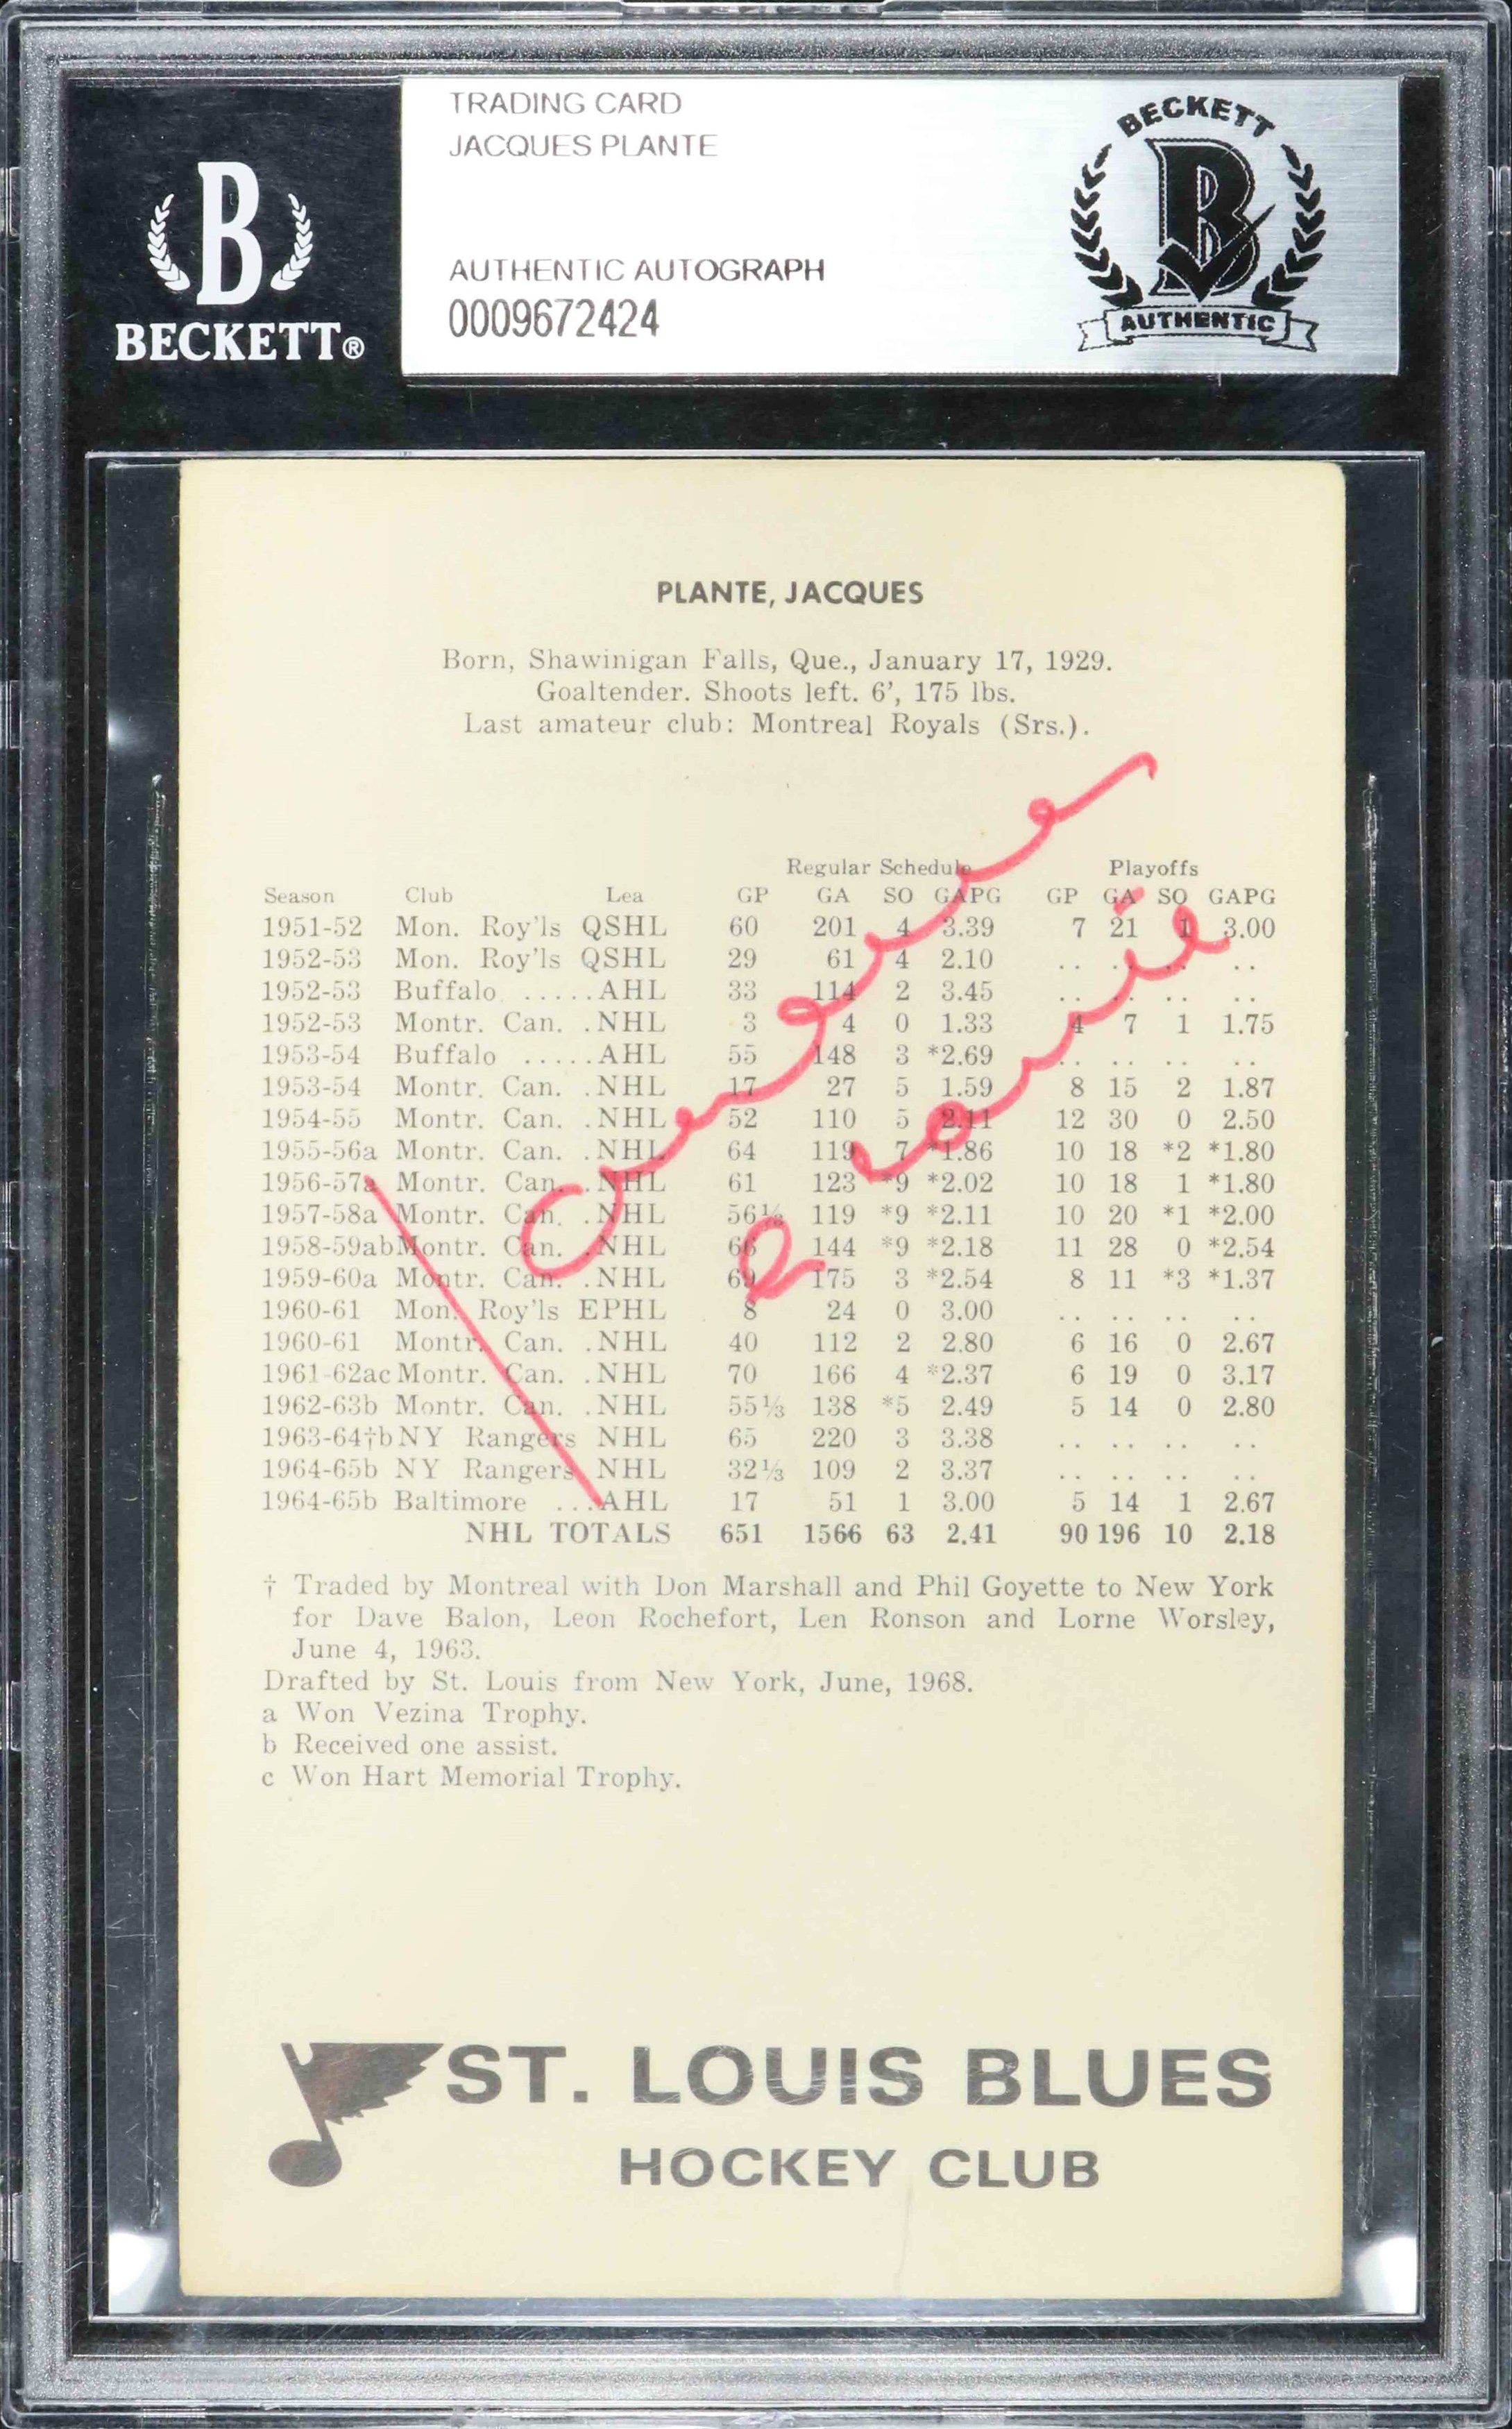 TRADING CARD
JACQUES PLANTE
AUTHENTIC AUTOGRAPH
0009672424
B
BECKETT®
BECKETT
B
AUTHENTIC
PLANTE, JACQUES
Born, Shawinigan Falls, Que., January 17, 1929.
Goaltender. Shoots left. 6', 175 lbs.
Last amateur club: Montreal Royals (Srs.).
Regular Schedule Playoffs
Season Club Lea GP GA SO GAPG GP GA SO GAPG
1951-52 Mon. Roy'ls QSHL 60 201 4 3.39 7 21 1 3.00
1952-53 Mon. Roy'ls QSHL 29 61 4 2.10 .. .. .. ..
1952-53 Buffalo .....AHL 33 114 2 3.45 .. .. .. ..
1952-53 Montr. Can. .NHL 3 4 0 1.33 4 7 1 1.75
1953-54 Buffalo .....AHL 55 148 3 *2.69 .. .. .. ..
1953-54 Montr. Can. .NHL 17 27 5 1.59 8 15 2 1.87
1954-55 Montr. Can. .NHL 52 110 5 2.11 12 30 0 2.50
1955-56a Montr. Can. .NHL 64 119 7 *1.86 10 18 *2 *1.80
1956-57a Montr. Can. .NHL 61 123 *9 *2.02 10 18 1 *1.80
1957-58a Montr. Can. .NHL 56⅓ 119 *9 *2.11 10 20 *1 *2.00
1958-59ab Montr. Can. .NHL 66 144 *9 *2.18 11 28 0 *2.54
1959-60a Montr. Can. .NHL 69 175 3 *2.54 8 11 *3 *1.37
1960-61 Mon. Roy'ls EPHL 8 24 0 3.00 .. .. .. ..
1960-61 Montr. Can. .NHL 40 112 2 2.80 6 16 0 2.67
1961-62ac Montr. Can. .NHL 70 166 4 *2.37 6 19 0 3.17
1962-63b Montr. Can. .NHL 55⅓ 138 *5 2.49 5 14 0 2.80
1963-64†b NY Rangers NHL 65 220 3 3.38 .. .. .. ..
1964-65b NY Rangers NHL 32⅓ 109 2 3.37 .. .. .. ..
1964-65b Baltimore ...AHL 17 51 1 3.00 5 14 1 2.67
NHL TOTALS 651 1566 63 2.41 90 196 10 2.18
† Traded by Montreal with Don Marshall and Phil Goyette to New York
for Dave Balon, Leon Rochefort, Len Ronson and Lorne Worsley,
June 4, 1963.
Drafted by St. Louis from New York, June, 1968.
a Won Vezina Trophy.
b Received one assist.
c Won Hart Memorial Trophy.
Jacques
Plante
ST. LOUIS BLUES
HOCKEY CLUB